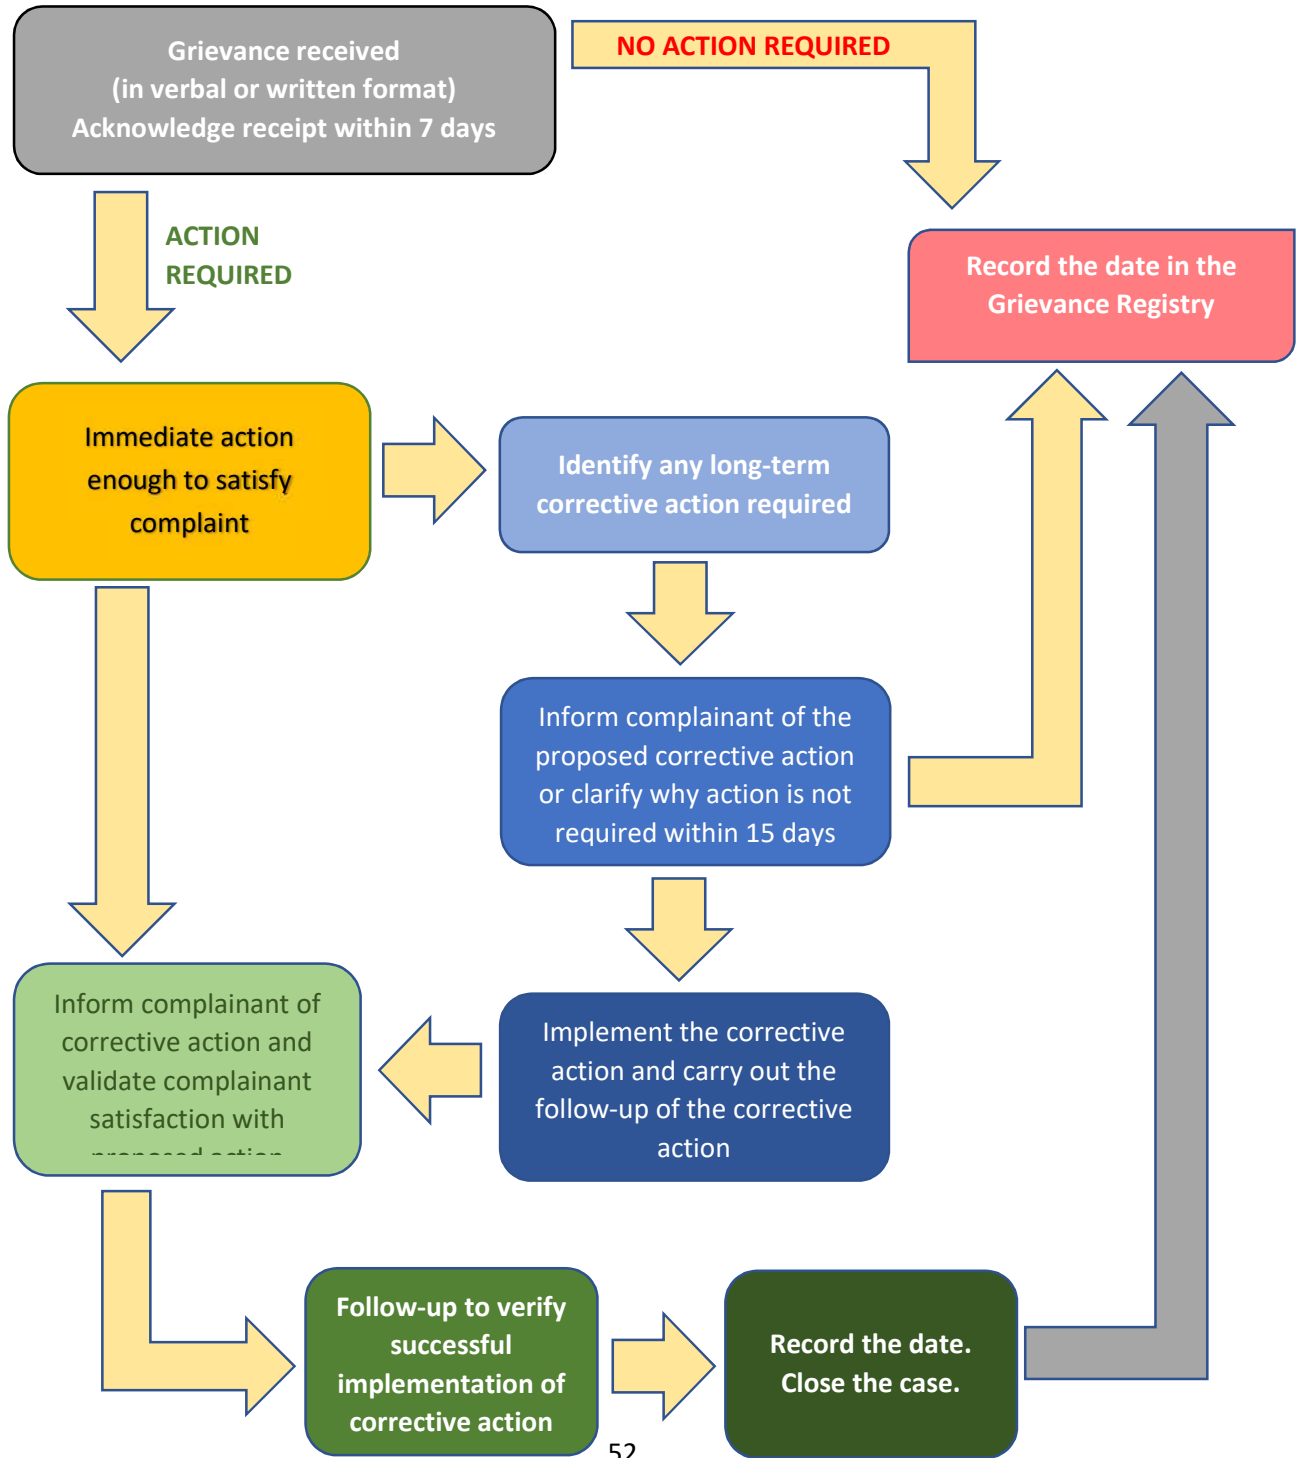 Grievance received
(in verbal or written format)
Acknowledge receipt within 7 days
NO ACTION REQUIRED
ACTION
REQUIRED
Record the date in the
Grievance Registry
Immediate action
enough to satisfy
complaint
Identify any long-term
corrective action required
Inform complainant of the
proposed corrective action
or clarify why action is not
required within 15 days
Inform complainant of
corrective action and
validate complainant
satisfaction with
proposed action
Implement the corrective
action and carry out the
follow-up of the corrective
action
Follow-up to verify
successful
implementation of
corrective action
Record the date.
Close the case.
52